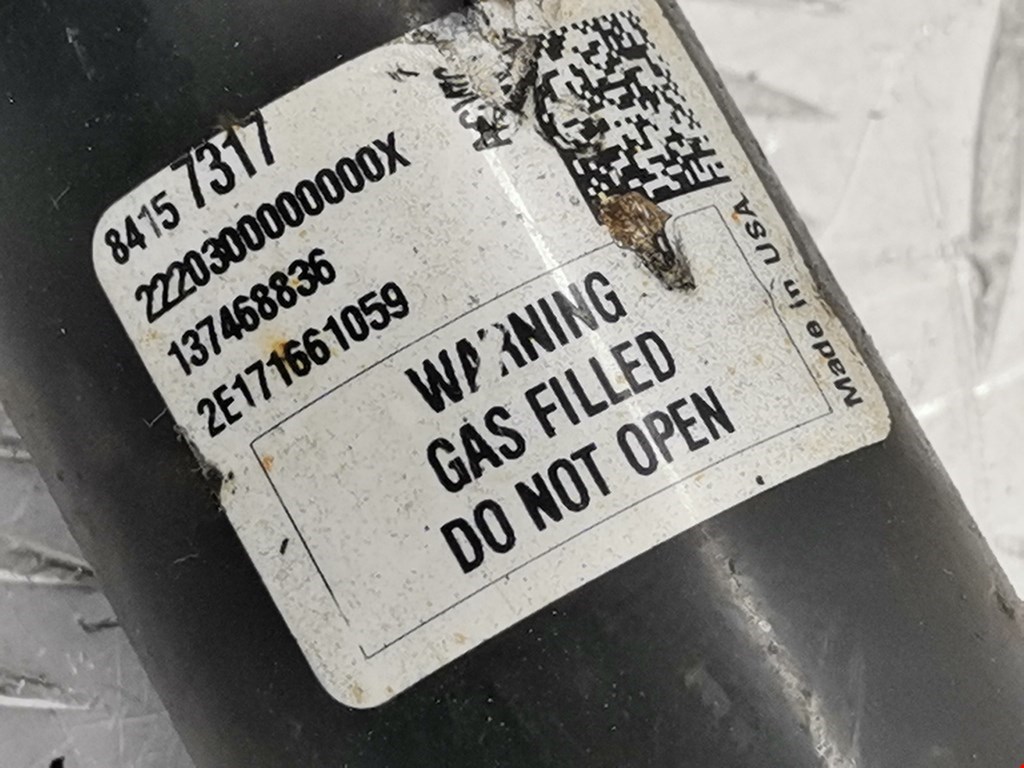 8415 7317
22203000000000X
137468836
2E171661059
WARNING
GAS FILLED
DO NOT OPEN
Made In USA